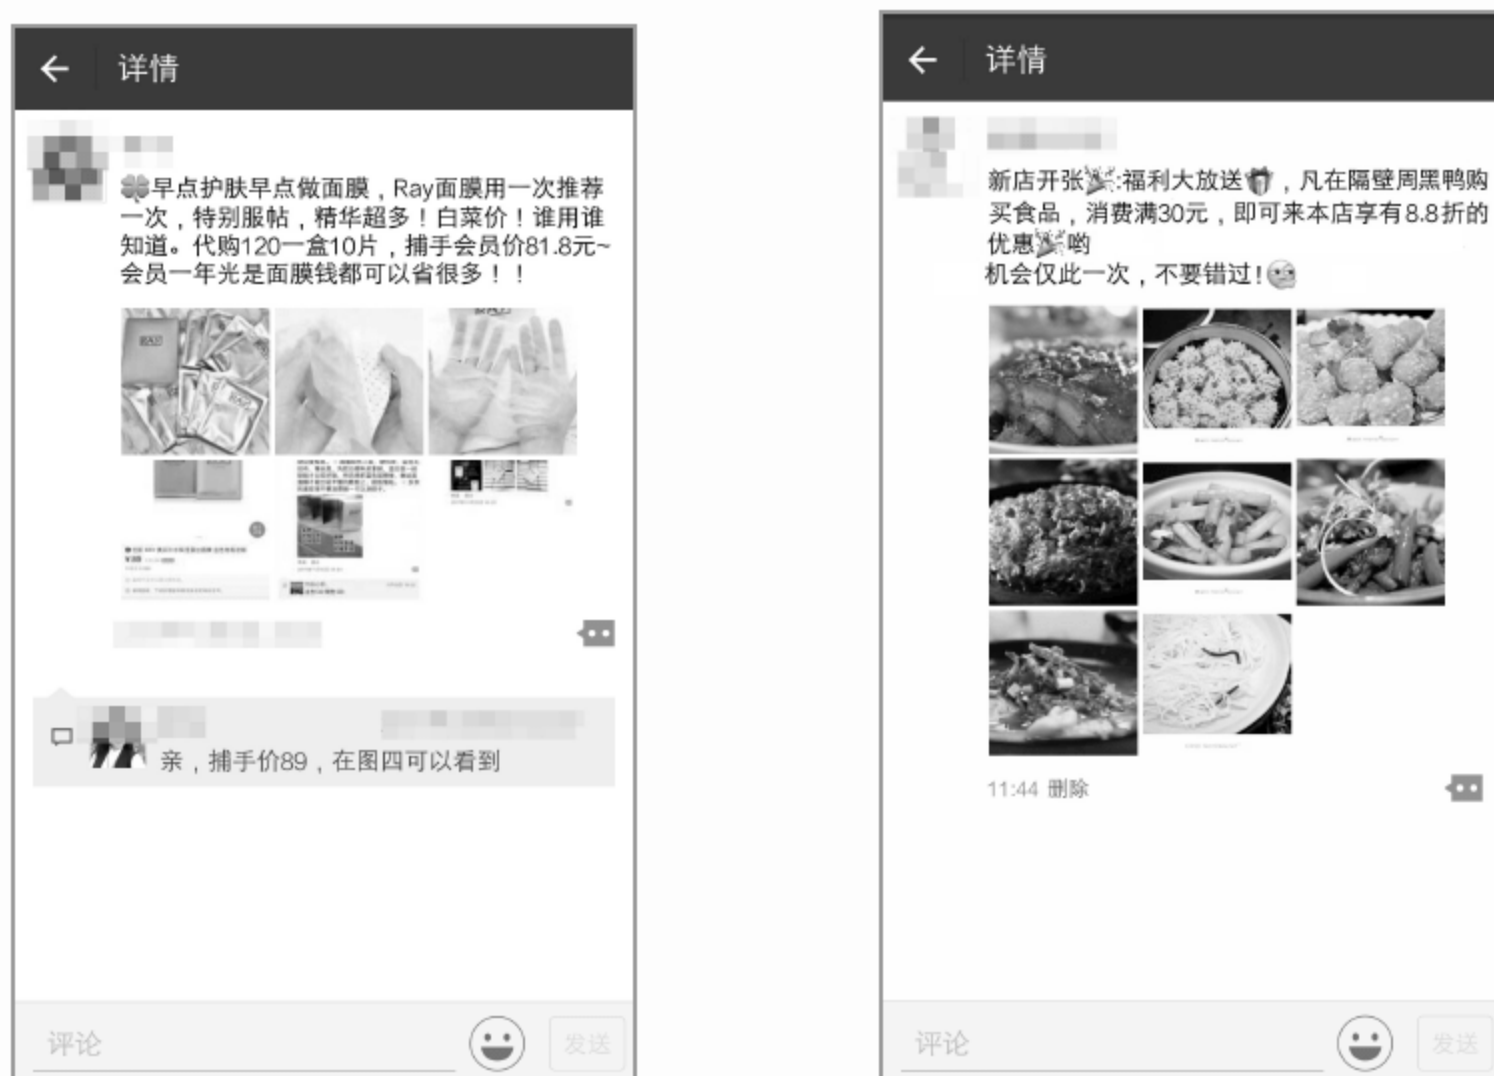 详情
早点护肤早点做面膜，Ray面膜用一次推荐
一次，特别服帖，精华超多！白菜价！谁用谁
知道。代购120一盒10片，捕手会员价81.8元~
会员一年光是面膜钱都可以省很多！！
RAY
亲，捕手价89，在图四可以看到
评论
发送
详情
新店开张福利大放送，凡在隔壁周黑鸭购
买食品，消费满30元，即可来本店享有8.8折的
优惠哟
机会仅此一次，不要错过!
11:44 删除
评论
发送